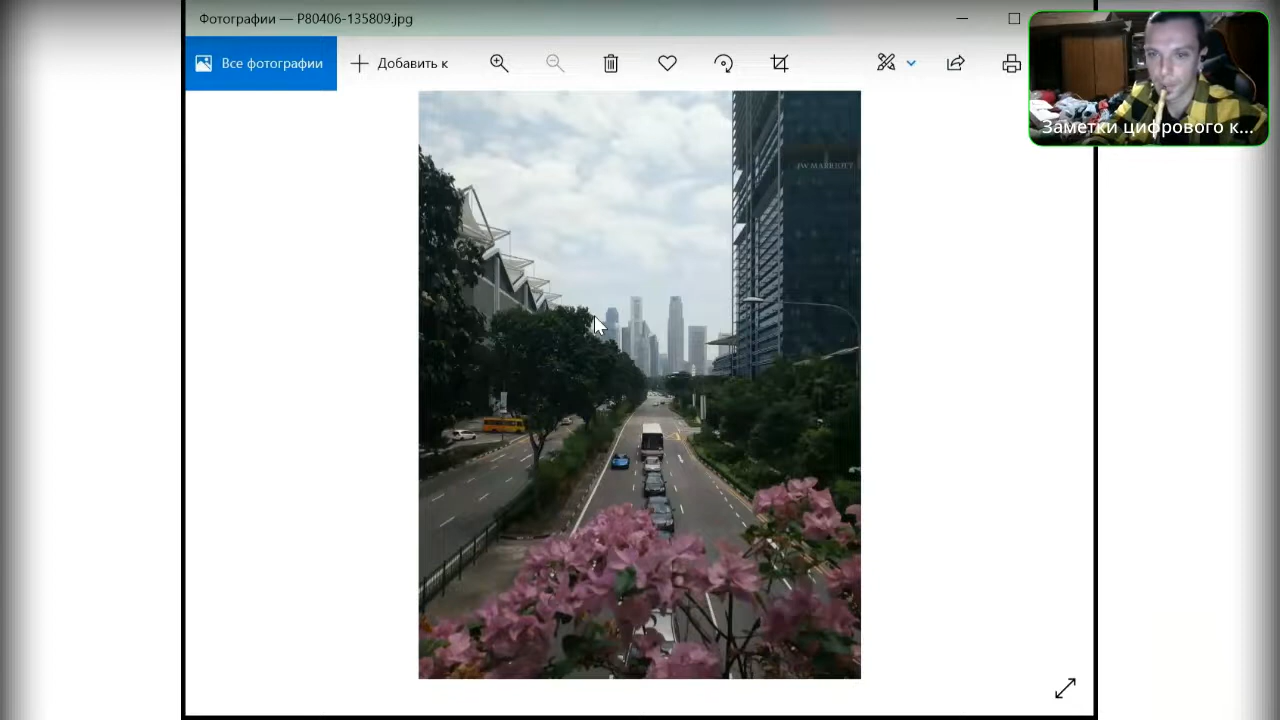 Фотографии — P80406-135809.jpg
Все фотографии
Добавить к
Заметки цифрового к...
JW MARRIOTT